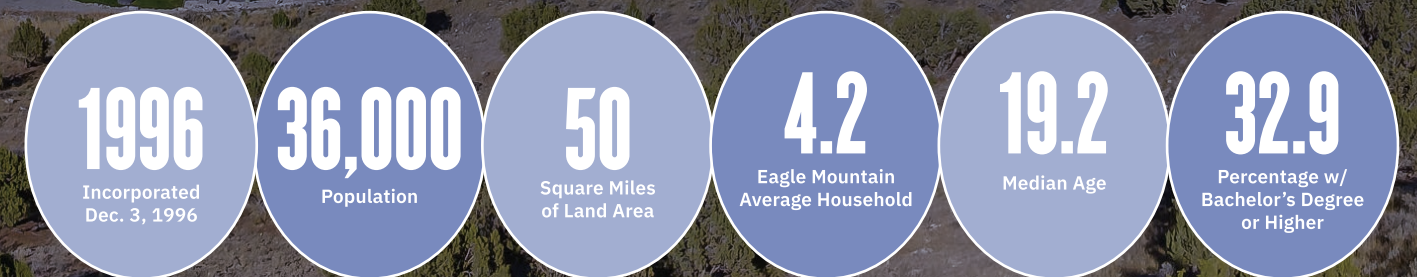 1996
Incorporated
Dec. 3, 1996
36,000
Population
50
Square Miles
of Land Area
4.2
Eagle Mountain
Average Household
19.2
Median Age
32.9
Percentage w/
Bachelor’s Degree
or Higher